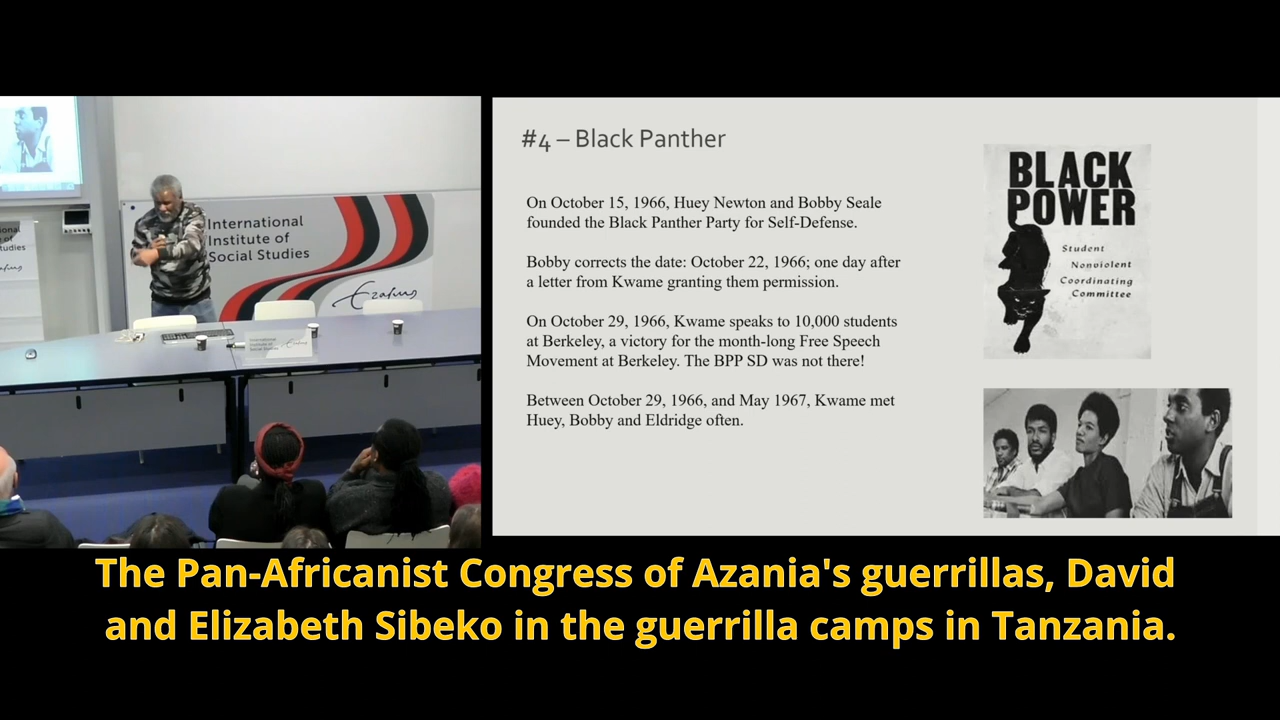 International
Institute of
Social Studies
Erasmus
#4 – Black Panther
On October 15, 1966, Huey Newton and Bobby Seale
founded the Black Panther Party for Self-Defense.
Bobby corrects the date: October 22, 1966; one day after
a letter from Kwame granting them permission.
On October 29, 1966, Kwame speaks to 10,000 students
at Berkeley, a victory for the month-long Free Speech
Movement at Berkeley. The BPP SD was not there!
Between October 29, 1966, and May 1967, Kwame met
Huey, Bobby and Eldridge often.
BLACK
POWER
Student
Nonviolent
Coordinating
Committee
The Pan-Africanist Congress of Azania's guerrillas, David
and Elizabeth Sibeko in the guerrilla camps in Tanzania.